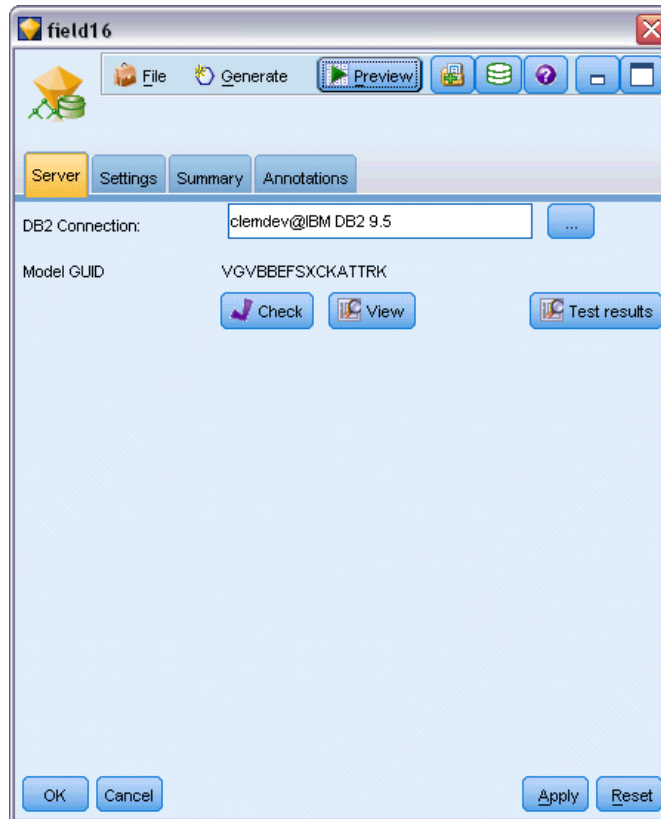 field16
File Generate Preview
Server Settings Summary Annotations
DB2 Connection: clemdev@IBM DB2 9.5 ...
Model GUID VGVBBEFSXCKATTRK
Check View Test results
OK Cancel Apply Reset